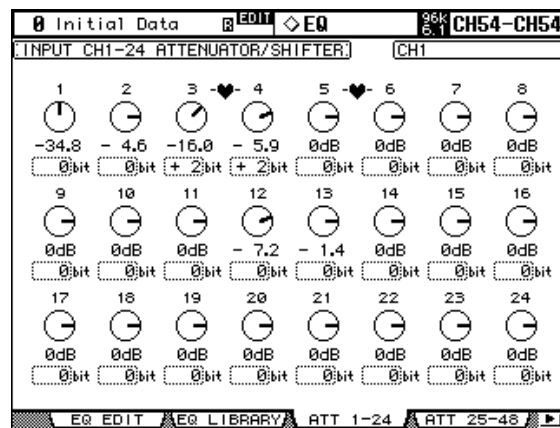 0 Initial Data R EDIT ◇EQ 96k 6.1 CH54-CH54
INPUT CH1-24 ATTENUATOR/SHIFTER CH1
1 2 3 -♥- 4 5 -♥- 6 7 8
-34.8 - 4.6 -16.0 - 5.9 0dB 0dB 0dB 0dB
0bit 0bit + 2bit + 2bit 0bit 0bit 0bit 0bit
9 10 11 12 13 14 15 16
0dB 0dB 0dB - 7.2 - 1.4 0dB 0dB 0dB
0bit 0bit 0bit 0bit 0bit 0bit 0bit 0bit
17 18 19 20 21 22 23 24
0dB 0dB 0dB 0dB 0dB 0dB 0dB 0dB
0bit 0bit 0bit 0bit 0bit 0bit 0bit 0bit
EQ EDIT EQ LIBRARY ATT 1-24 ATT 25-48